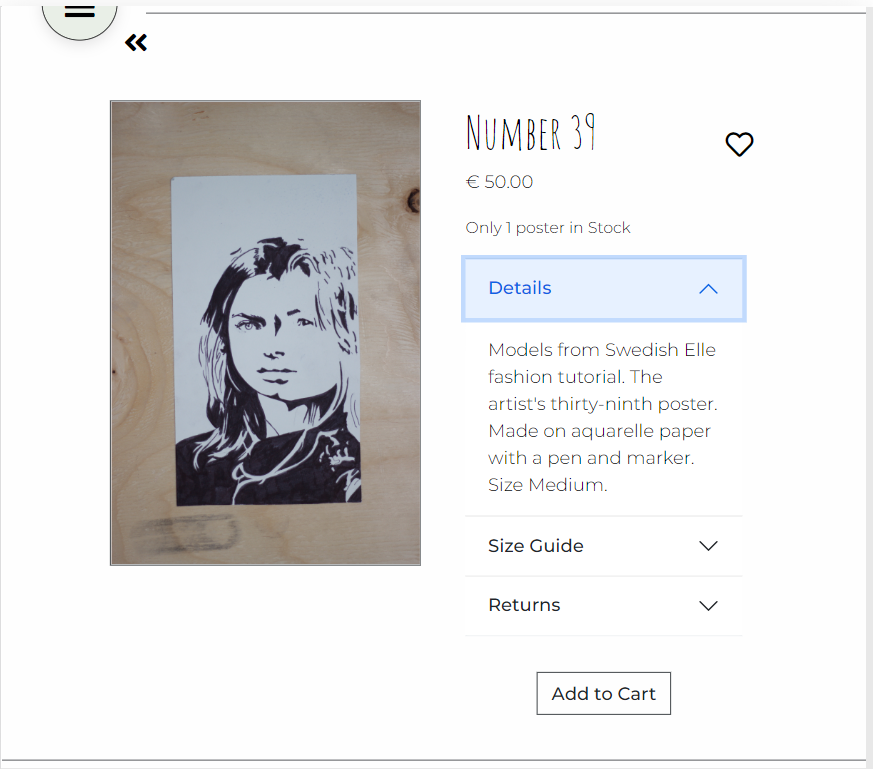 Number 39
€ 50.00
Only 1 poster in Stock
Details
Models from Swedish Elle
fashion tutorial. The
artist's thirty-ninth poster.
Made on aquarelle paper
with a pen and marker.
Size Medium.
Size Guide
Returns
Add to Cart